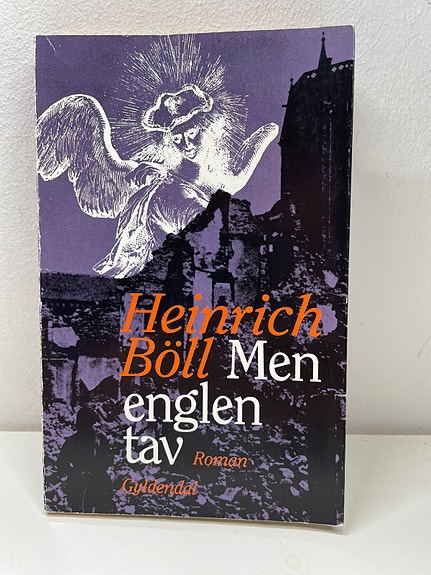 Heinrich
Böll Men
englen
tav Roman
Gyldendal